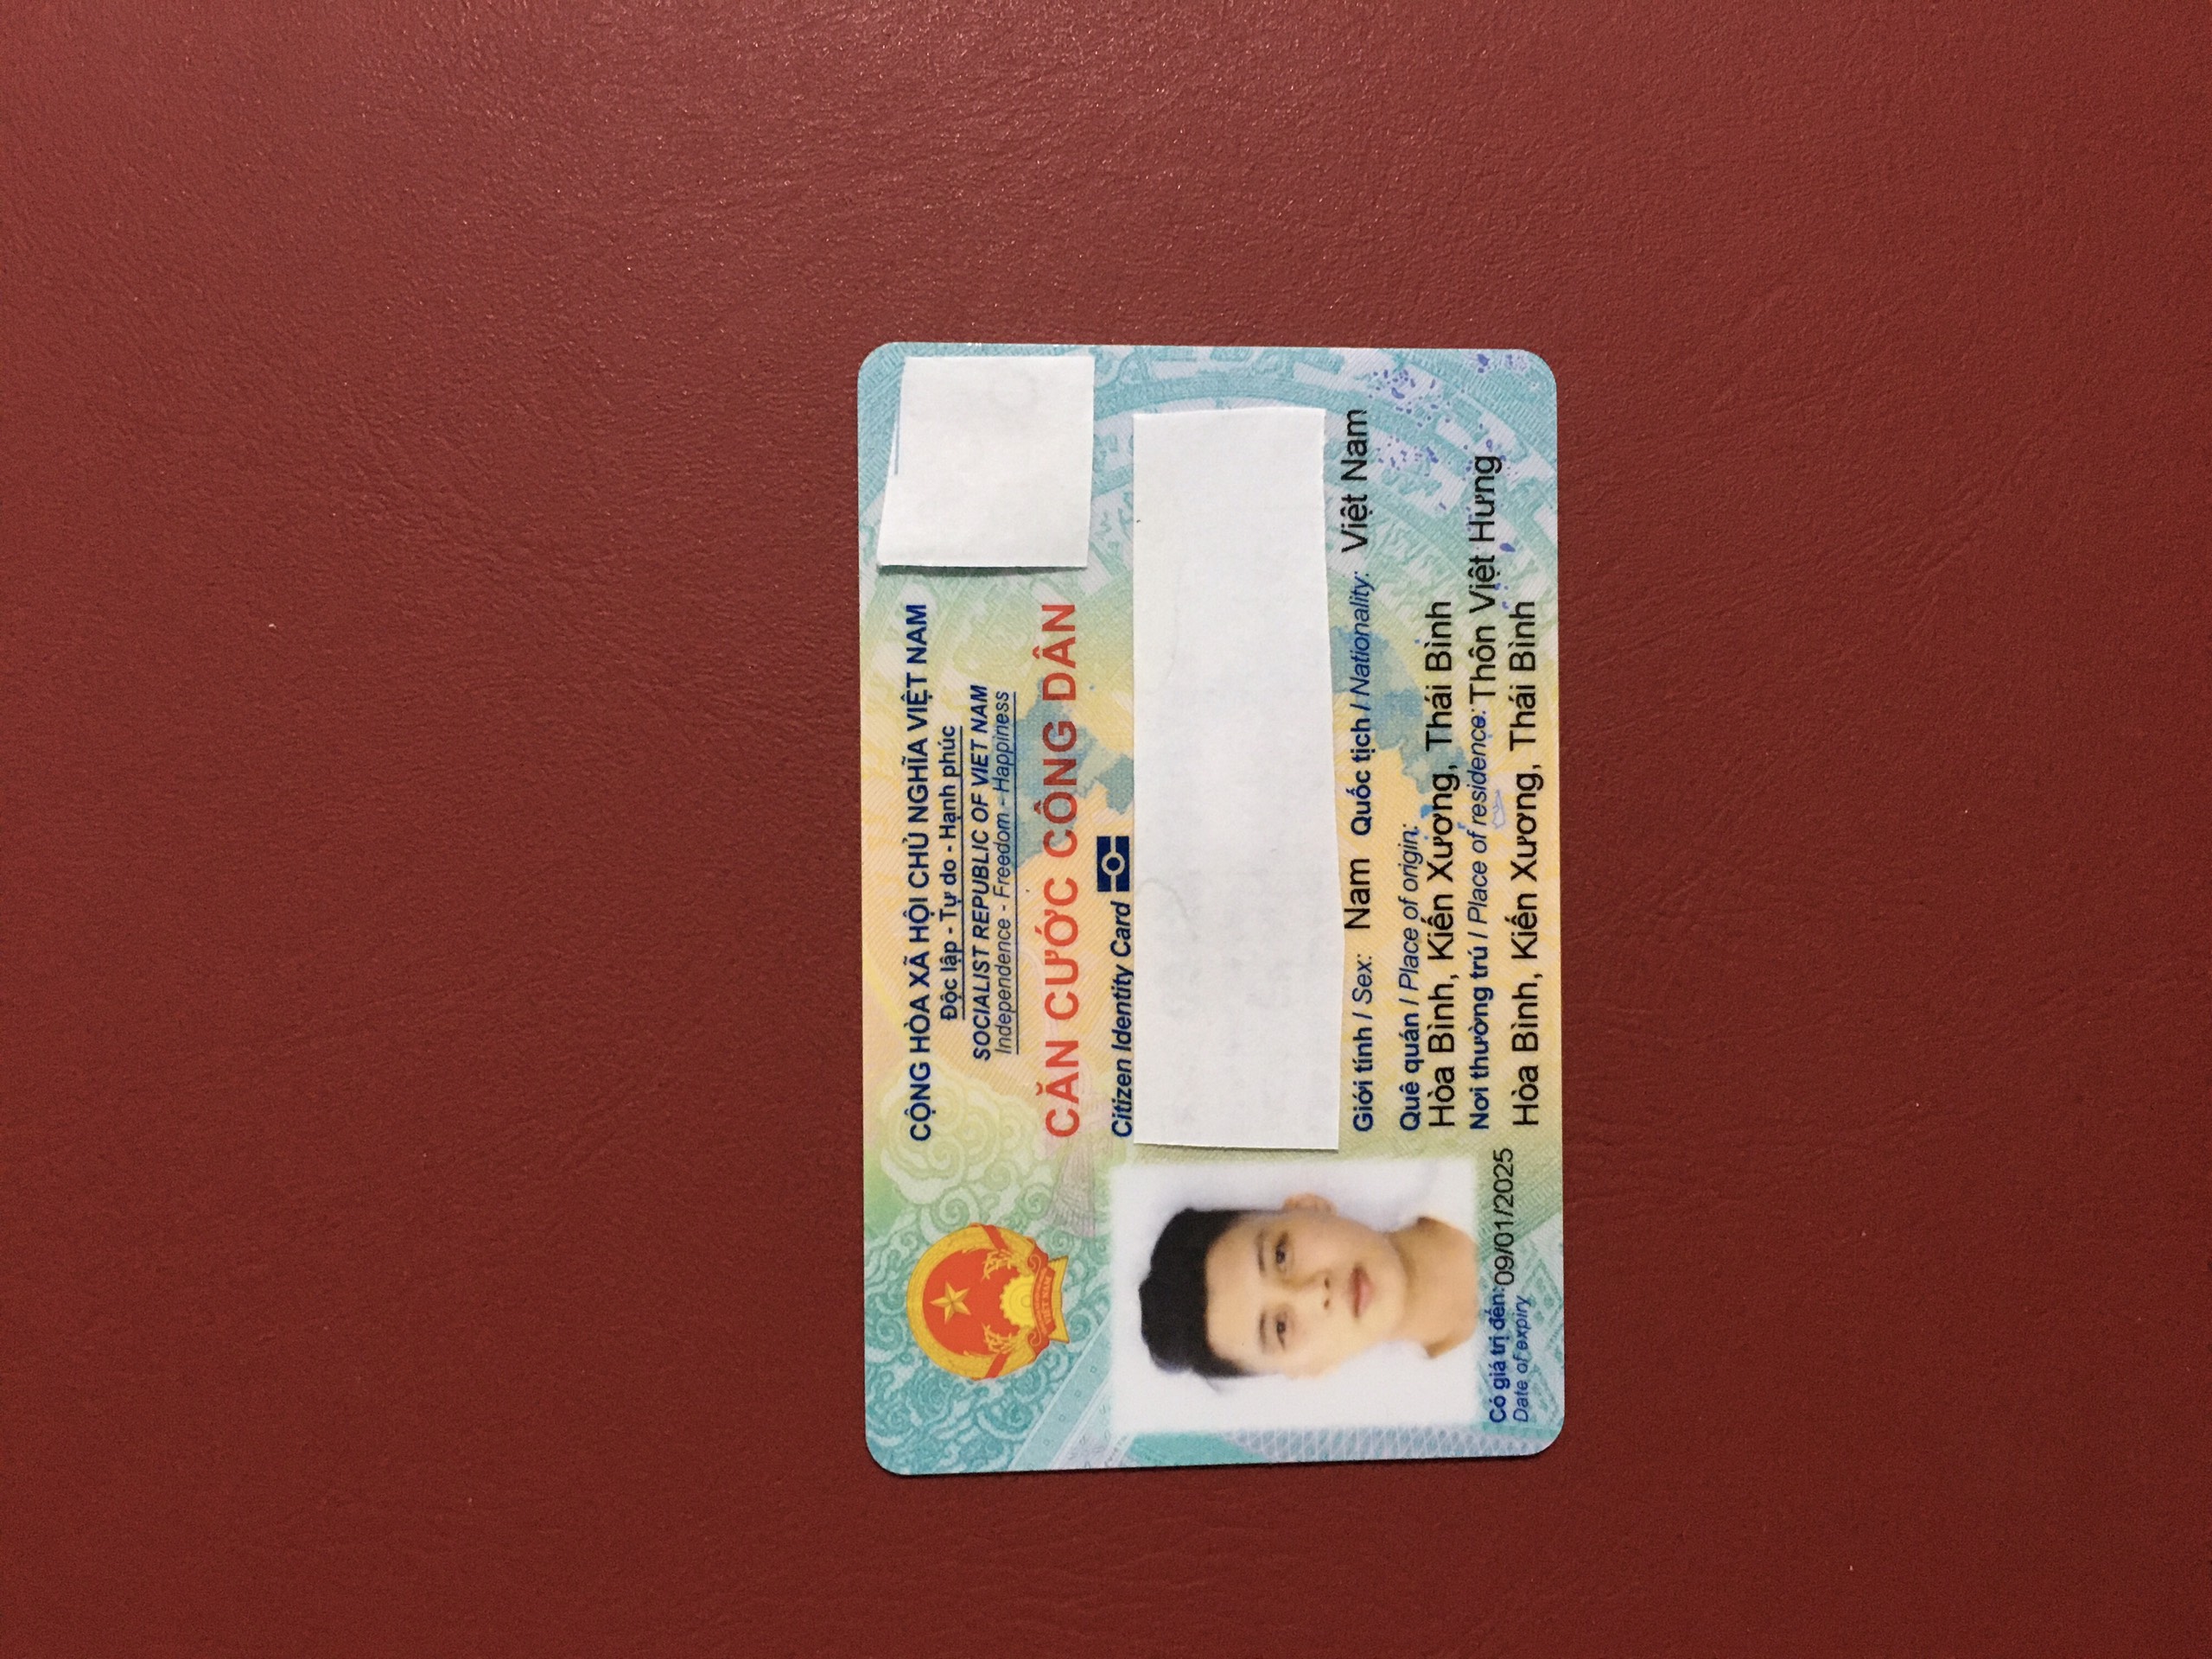 CỘNG HÒA XÃ HỘI CHỦ NGHĨA VIỆT NAM
Độc lập - Tự do - Hạnh phúc
SOCIALIST REPUBLIC OF VIET NAM
Independence - Freedom - Happiness
CĂN CƯỚC CÔNG DÂN
Citizen Identity Card
Giới tính / Sex: Nam Quốc tịch / Nationality: Việt Nam
Quê quán / Place of origin:
Hòa Bình, Kiến Xương, Thái Bình
Nơi thường trú / Place of residence: Thôn Việt Hưng
Hòa Bình, Kiến Xương, Thái Bình
Có giá trị đến: 09/01/2025
Date of expiry